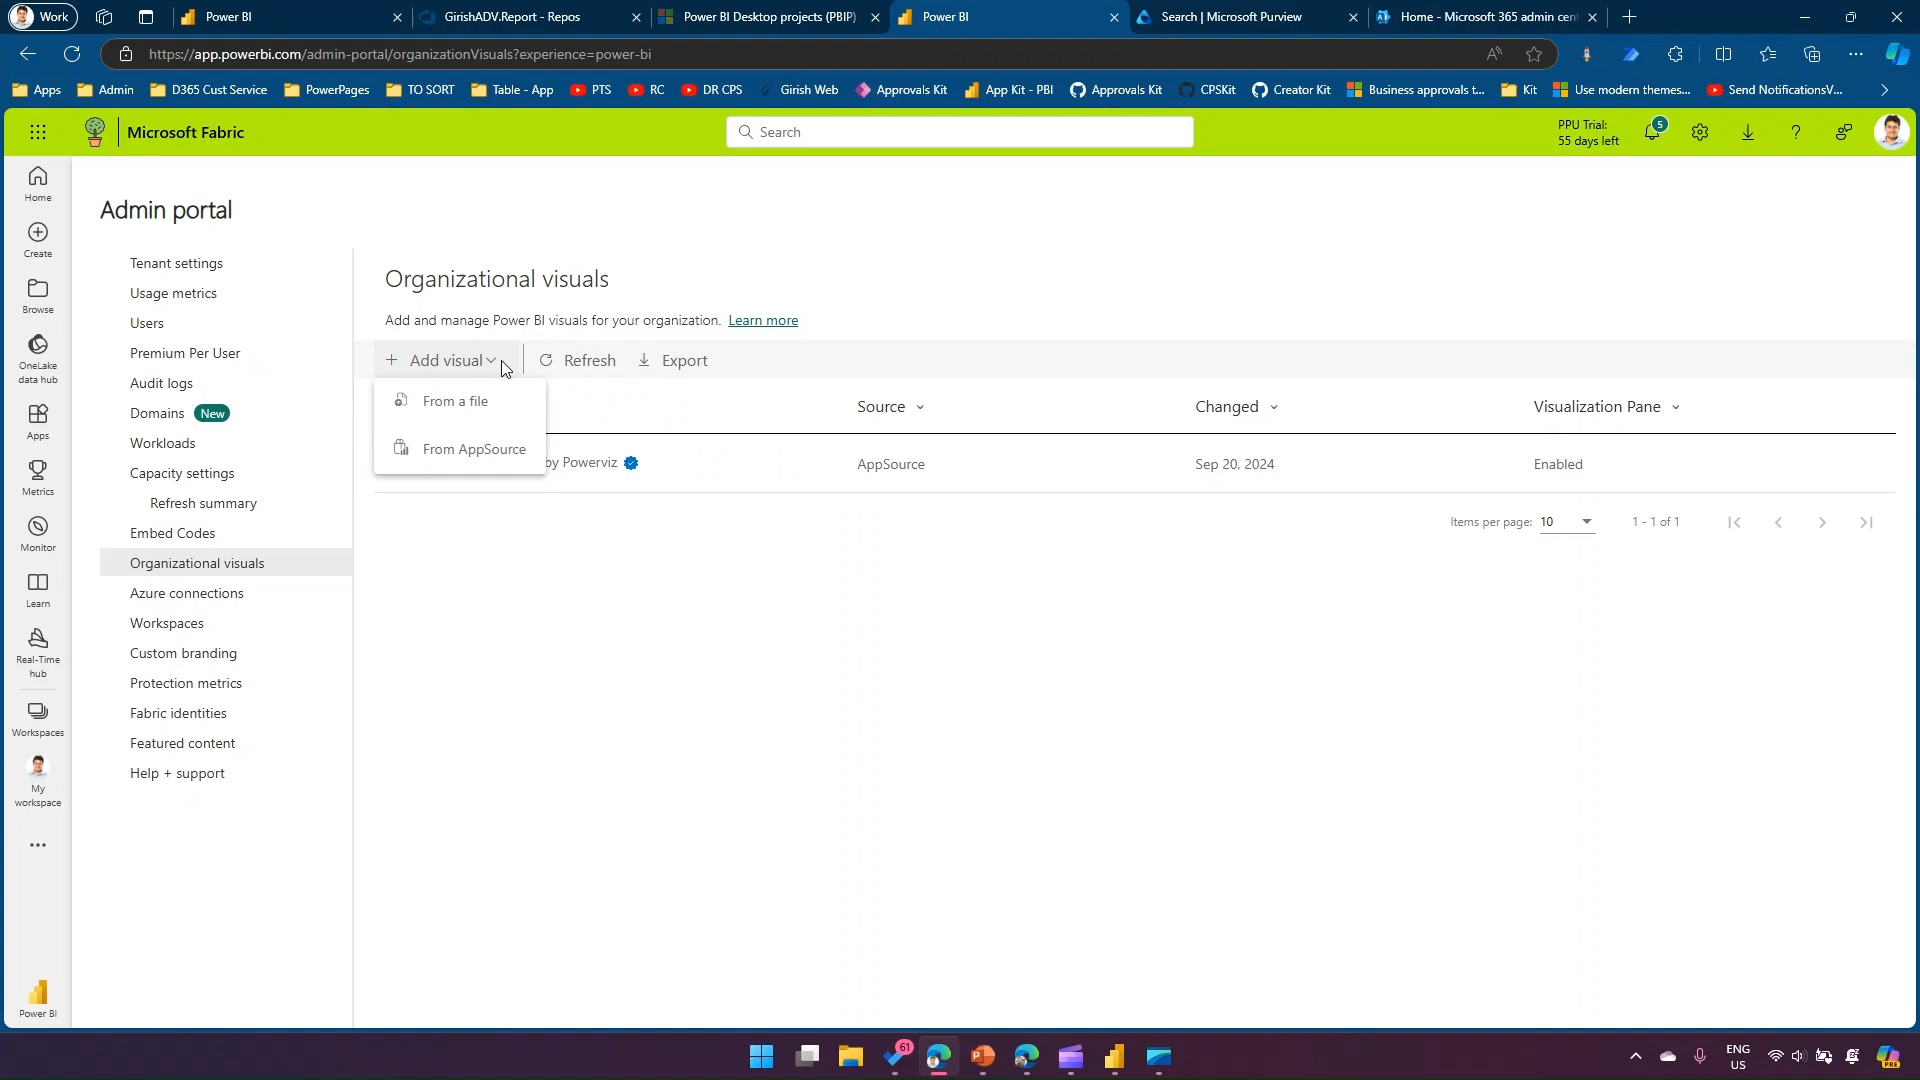 Work
Power BI
GirishADV.Report - Repos
Power BI Desktop projects (PBIP)
Power BI
Search | Microsoft Purview
Home - Microsoft 365 admin cen
https://app.powerbi.com/admin-portal/organizationVisuals?experience=power-bi
Apps
Admin
D365 Cust Service
PowerPages
TO SORT
Table - App
PTS
RC
DR CPS
Girish Web
Approvals Kit
App Kit - PBI
Approvals Kit
CPSKit
Creator Kit
Business approvals t...
Kit
Use modern themes...
Send NotificationsV...
Microsoft Fabric
Search
PPU Trial:
55 days left
5
Home
Create
Browse
OneLake
data hub
Apps
Metrics
Monitor
Learn
Real-Time
hub
Workspaces
My
workspace
Power BI
Admin portal
Tenant settings
Usage metrics
Users
Premium Per User
Audit logs
Domains New
Workloads
Capacity settings
Refresh summary
Embed Codes
Organizational visuals
Azure connections
Workspaces
Custom branding
Protection metrics
Fabric identities
Featured content
Help + support
Organizational visuals
Add and manage Power BI visuals for your organization. Learn more
Add visual
Refresh
Export
From a file
From AppSource
Source
Changed
Visualization Pane
by Powerviz
AppSource
Sep 20, 2024
Enabled
Items per page: 10
1 - 1 of 1
61
ENG
US
PRE